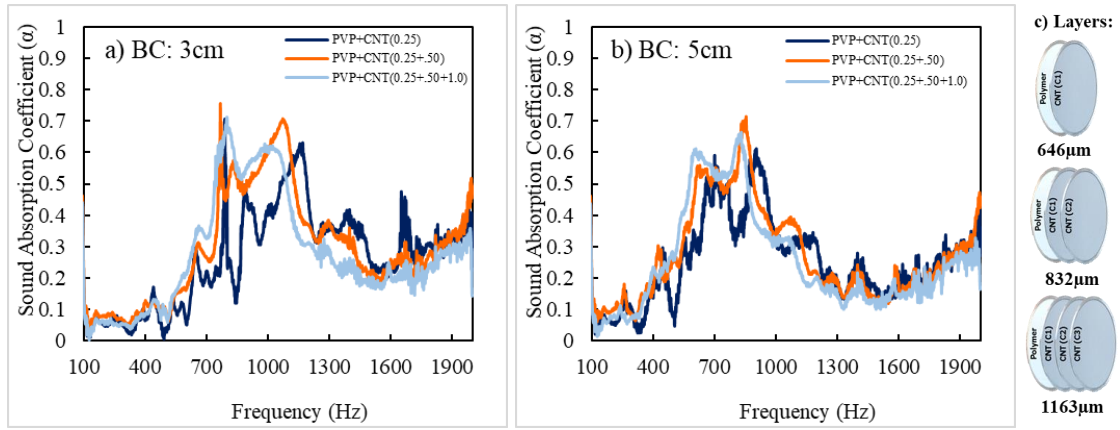 a) BC: 3cm
PVP+CNT(0.25)
PVP+CNT(0.25+.50)
PVP+CNT(0.25+.50+1.0)
Sound Absorption Coefficient (α)
1
0.9
0.8
0.7
0.6
0.5
0.4
0.3
0.2
0.1
0
100 400 700 1000 1300 1600 1900
Frequency (Hz)
b) BC: 5cm
PVP+CNT(0.25)
PVP+CNT(0.25+.50)
PVP+CNT(0.25+.50+1.0)
Sound Absorption Coefficient (α)
1
0.9
0.8
0.7
0.6
0.5
0.4
0.3
0.2
0.1
0
100 400 700 1000 1300 1600 1900
Frequency (Hz)
c) Layers:
Polymer
CNT (C1)
646μm
Polymer
CNT (C1)
CNT (C2)
832μm
Polymer
CNT (C1)
CNT (C2)
CNT (C3)
1163μm